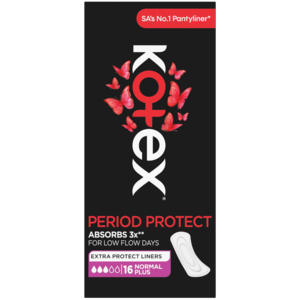 SA's No.1 Pantyliner*
Kotex
®
PERIOD PROTECT
ABSORBS 3x**
FOR LOW FLOW DAYS
EXTRA PROTECT LINERS
16 NORMAL
PLUS